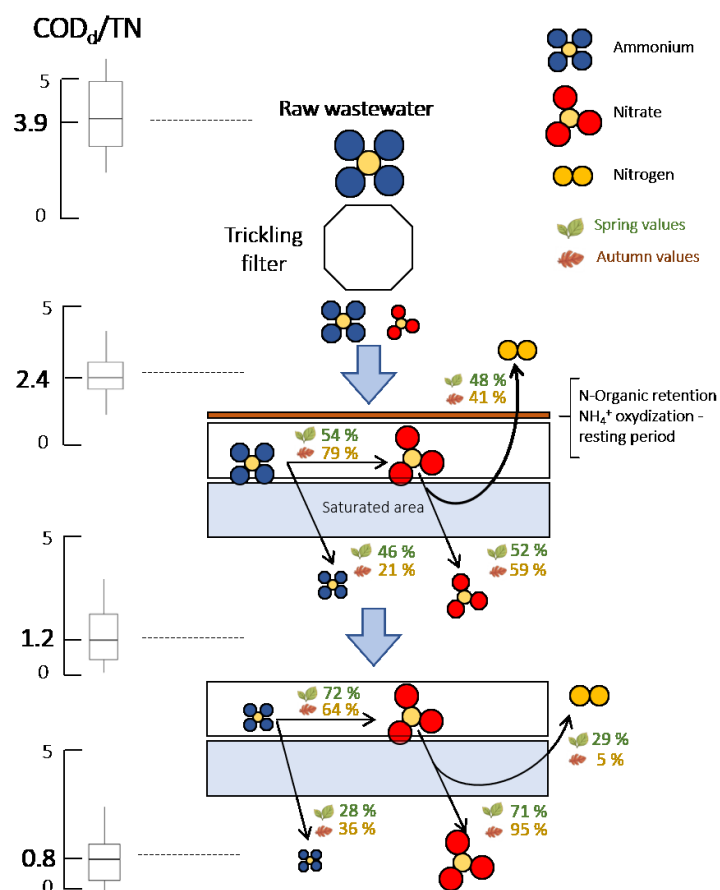 CODd/TN
5
3.9
0
Raw wastewater
Trickling
filter
Ammonium
Nitrate
Nitrogen
Spring values
Autumn values
5
2.4
0
48 %
41 %
N-Organic retention
NH4+ oxydization -
resting period
54 %
79 %
Saturated area
46 %
21 %
52 %
59 %
5
1.2
0
72 %
64 %
29 %
5 %
28 %
36 %
71 %
95 %
5
0.8
0